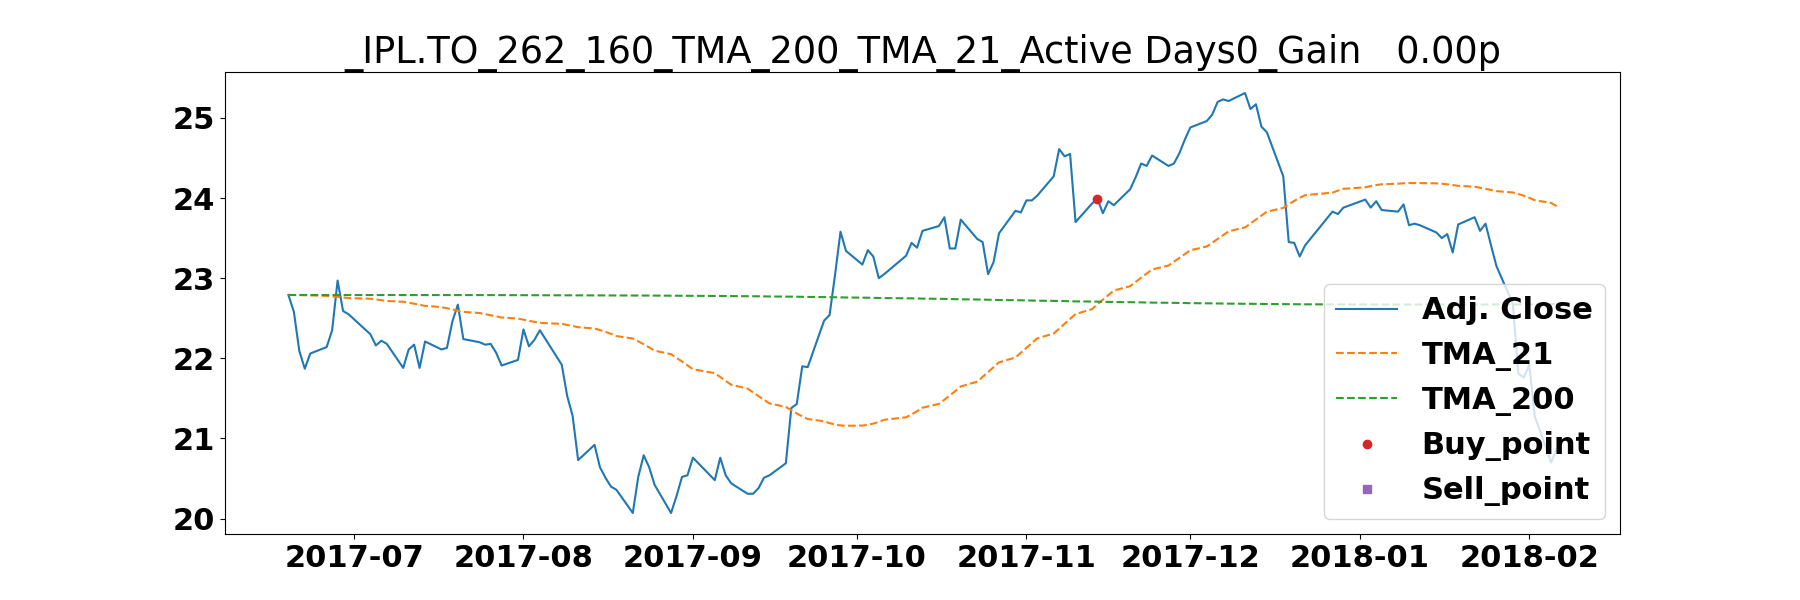 _IPL.TO_262_160_TMA_200_TMA_21_Active Days0_Gain   0.00p
25
24
23
22
21
20
Adj. Close
TMA_21
TMA_200
Buy_point
Sell_point
2017-07 2017-08 2017-09 2017-10 2017-11 2017-12 2018-01 2018-02